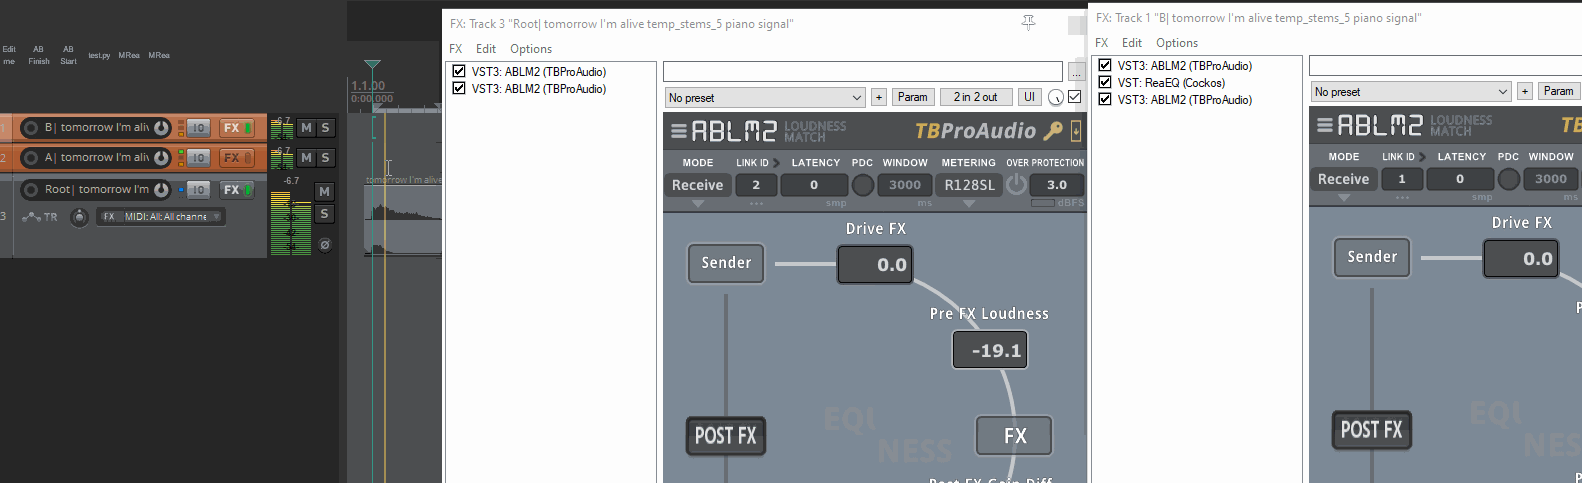 Edit me
AB Finish
AB Start
test.py
MRea
MRea
1.1.00
0:00.000
1
B| tomorrow I'm aliv
IO
FX
-6.7
M
S
2
A| tomorrow I'm aliv
IO
FX
-6.7
M
S
Root| tomorrow I'm
IO
FX
-6.7
M
S
3
TR
FX
MIDI: All: All channe
tomorrow I'm alive
FX: Track 3 "Root| tomorrow I'm alive temp_stems_5 piano signal"
FX Edit Options
VST3: ABLM2 (TBProAudio)
VST3: ABLM2 (TBProAudio)
...
No preset
+
Param
2 in 2 out
UI
ABLM2 LOUDNESS MATCH
TBProAudio
MODE LINK ID LATENCY PDC WINDOW METERING OVER PROTECTION
Receive 2 0 3000 R128SL 3.0
... smp ms dBFS
Drive FX
Sender 0.0
Pre FX Loudness
-19.1
POST FX
FX
EQL
NESS
Post FX Gain Diff
FX: Track 1 "B| tomorrow I'm alive temp_stems_5 piano signal"
FX Edit Options
VST3: ABLM2 (TBProAudio)
VST: ReaEQ (Cockos)
VST3: ABLM2 (TBProAudio)
No preset
+
Param
ABLM2 LOUDNESS MATCH
TB
MODE LINK ID LATENCY PDC WINDOW
Receive 1 0 3000
... smp ms
Drive FX
Sender 0.0
P
POST FX
EQL
NESS